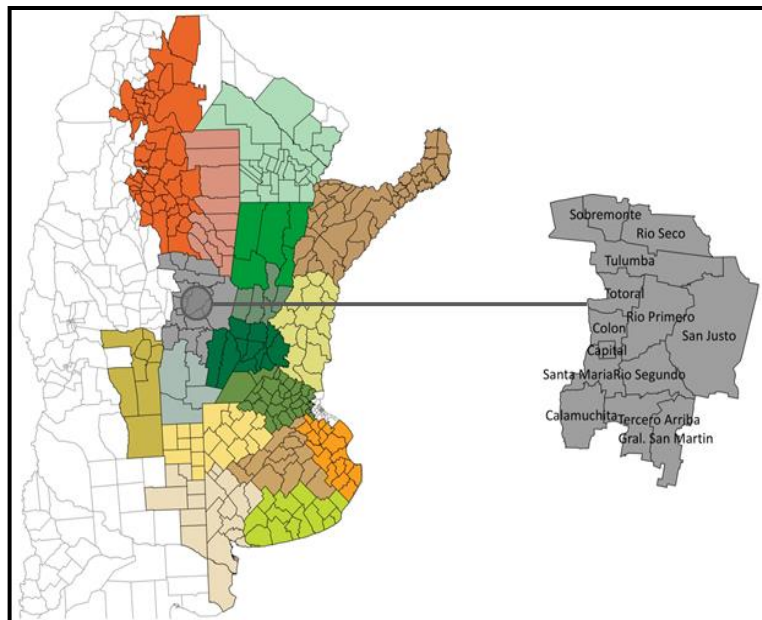 Sobremonte
Rio Seco
Tulumba
Totoral
Rio Primero
Colon
San Justo
Capital
Santa Maria
Rio Segundo
Calamuchita
Tercero Arriba
Gral. San Martin